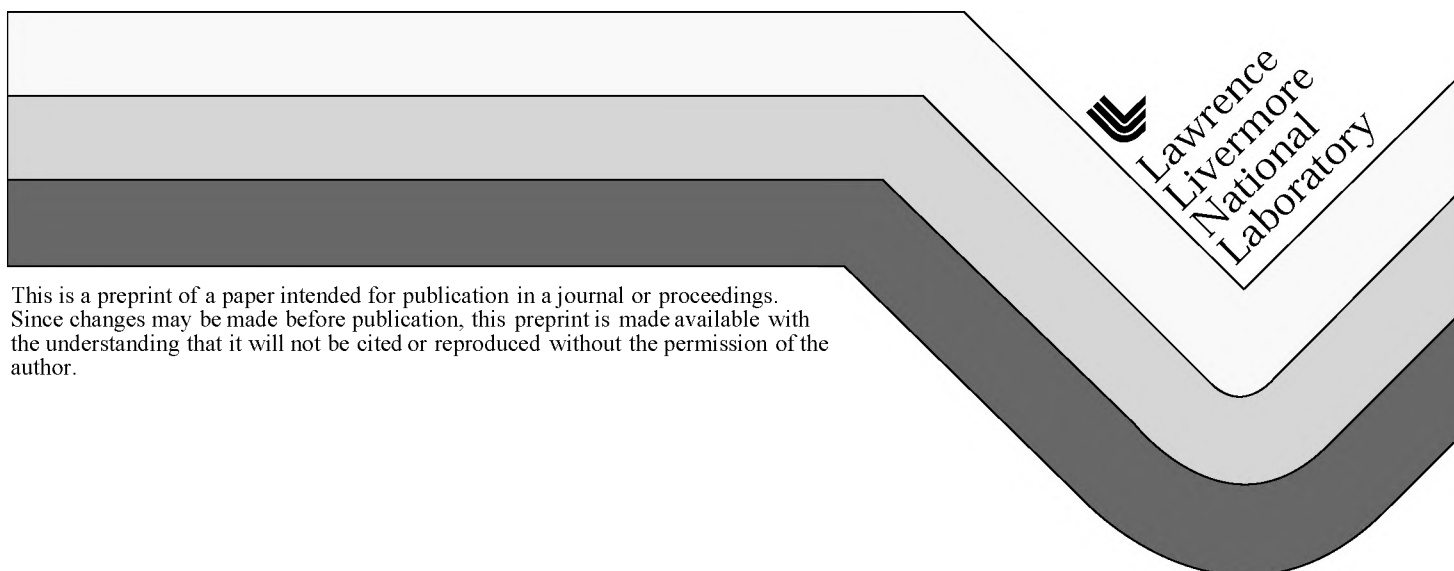 Lawrence
Livermore
National
Laboratory
This is a preprint of a paper intended for publication in a journal or proceedings.
Since changes may be made before publication, this preprint is made available with
the understanding that it will not be cited or reproduced without the permission of the
author.